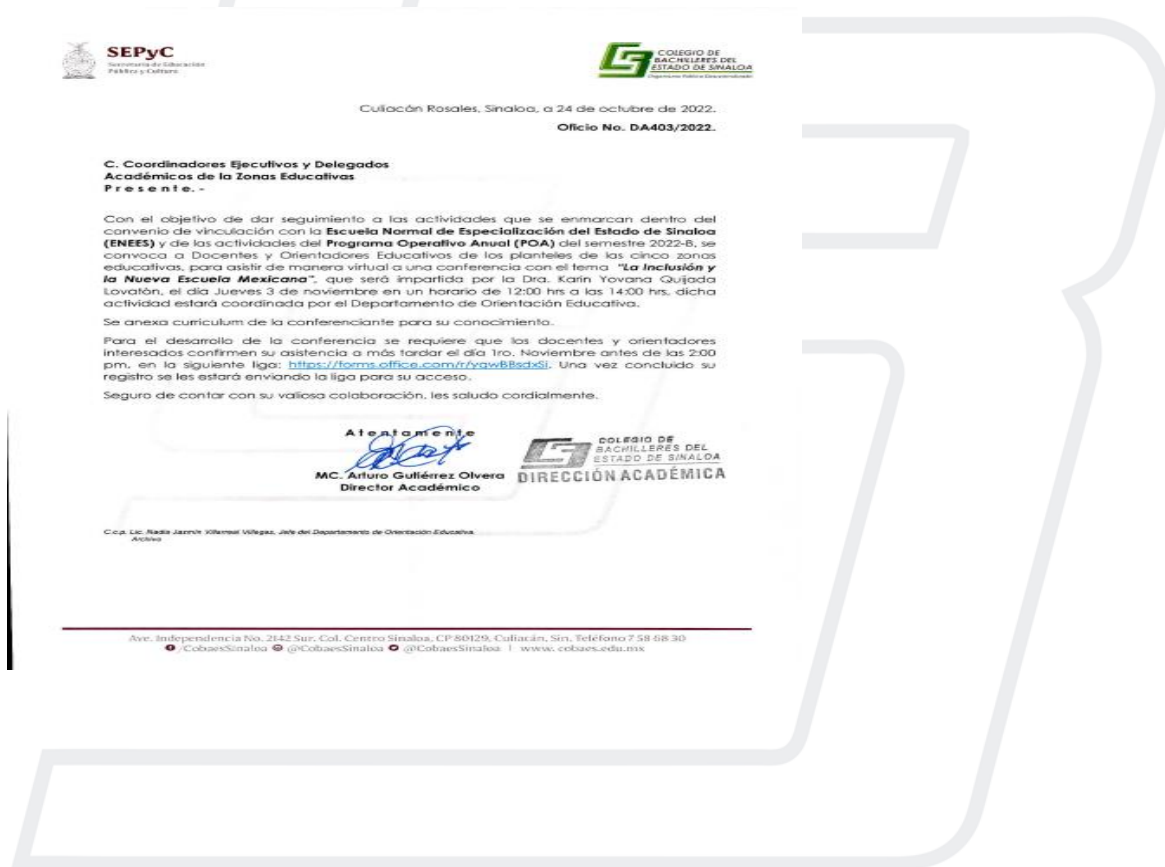 SEPyC
Secretaría de Educación
Pública y Cultura
COLEGIO DE
BACHILLERES DEL
ESTADO DE SINALOA
Organismo Público Descentralizado
Culiacán Rosales, Sinaloa, a 24 de octubre de 2022.
Oficio No. DA403/2022.
C. Coordinadores Ejecutivos y Delegados
Académicos de la Zonas Educativas
P r e s e n t e. -
Con el objetivo de dar seguimiento a las actividades que se enmarcan dentro del
convenio de vinculación con la Escuela Normal de Especialización del Estado de Sinaloa
(ENEES) y de las actividades del Programa Operativo Anual (POA) del semestre 2022-B, se
convoca a Docentes y Orientadores Educativos de los planteles de las cinco zonas
educativas, para asistir de manera virtual a una conferencia con el tema "La Inclusión y
la Nueva Escuela Mexicana", que será impartida por la Dra. Karin Yovana Quijada
Lovatón, el día Jueves 3 de noviembre en un horario de 12:00 hrs a las 14:00 hrs, dicha
actividad estará coordinada por el Departamento de Orientación Educativa.
Se anexa curriculum de la conferenciante para su conocimiento.
Para el desarrollo de la conferencia se requiere que los docentes y orientadores
interesados confirmen su asistencia a más tardar el día 1ro. Noviembre antes de las 2:00
pm, en la siguiente liga: https://forms.office.com/r/yqwBBsdxSi. Una vez concluido su
registro se les estará enviando la liga para su acceso.
Seguro de contar con su valiosa colaboración, les saludo cordialmente.
A t e n t a m e n t e
MC. Arturo Gutiérrez Olvera
Director Académico
COLEGIO DE
BACHILLERES DEL
ESTADO DE SINALOA
DIRECCIÓN ACADÉMICA
C.c.p. Lic. Nadia Jazmín Villarreal Villegas, Jefe del Departamento de Orientación Educativa
Archivo
Ave. Independencia No. 2142 Sur. Col. Centro Sinaloa, CP 80129, Culiacán, Sin. Teléfono 7 58 68 30
/CobaesSinaloa @CobaesSinaloa @CobaesSinaloa | www. cobaes.edu.mx